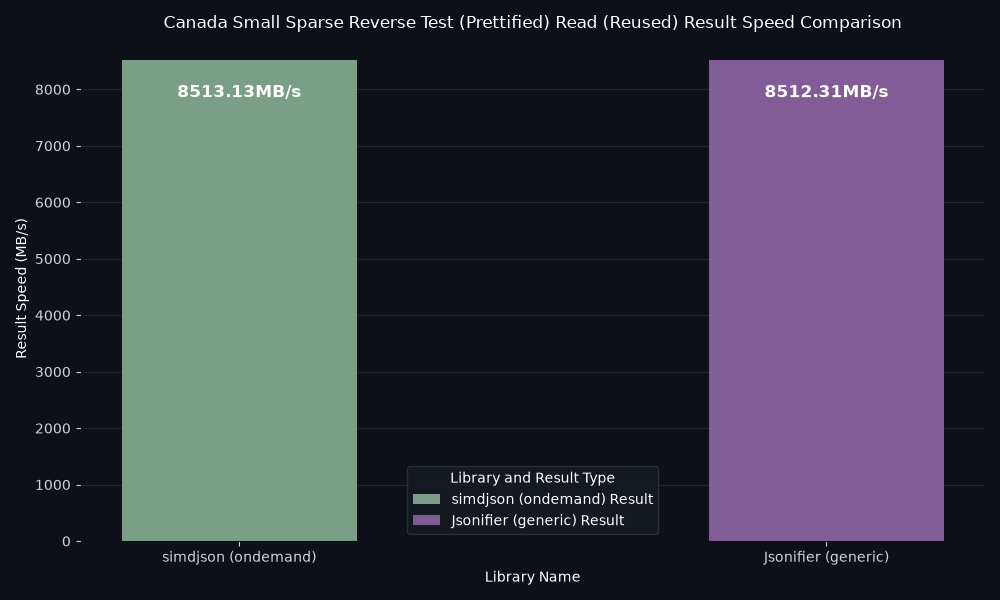 Canada Small Sparse Reverse Test (Prettified) Read (Reused) Result Speed Comparison
8513.13MB/s
8512.31MB/s
8000
7000
6000
5000
4000
3000
2000
1000
0
Result Speed (MB/s)
Library and Result Type
simdjson (ondemand) Result
Jsonifier (generic) Result
simdjson (ondemand)
Jsonifier (generic)
Library Name